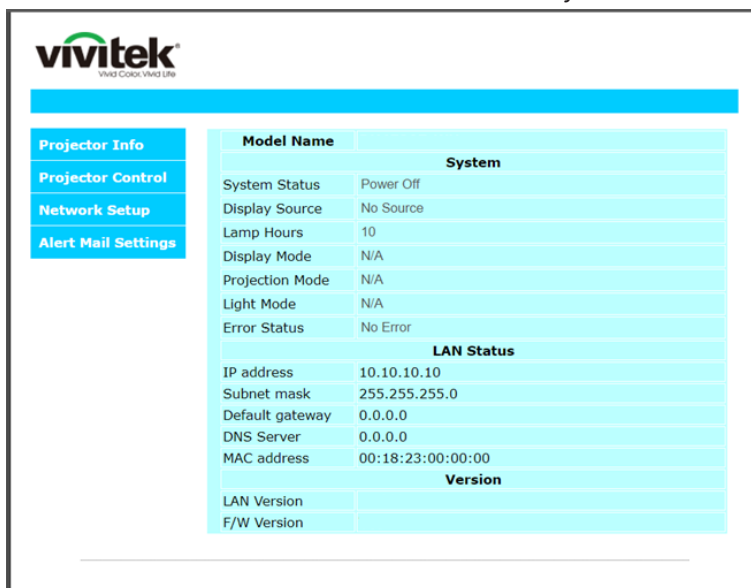 vivitek®
Vivid Color, Vivid Life
Projector Info
Projector Control
Network Setup
Alert Mail Settings
Model Name
System
System Status Power Off
Display Source No Source
Lamp Hours 10
Display Mode N/A
Projection Mode N/A
Light Mode N/A
Error Status No Error
LAN Status
IP address 10.10.10.10
Subnet mask 255.255.255.0
Default gateway 0.0.0.0
DNS Server 0.0.0.0
MAC address 00:18:23:00:00:00
Version
LAN Version
F/W Version